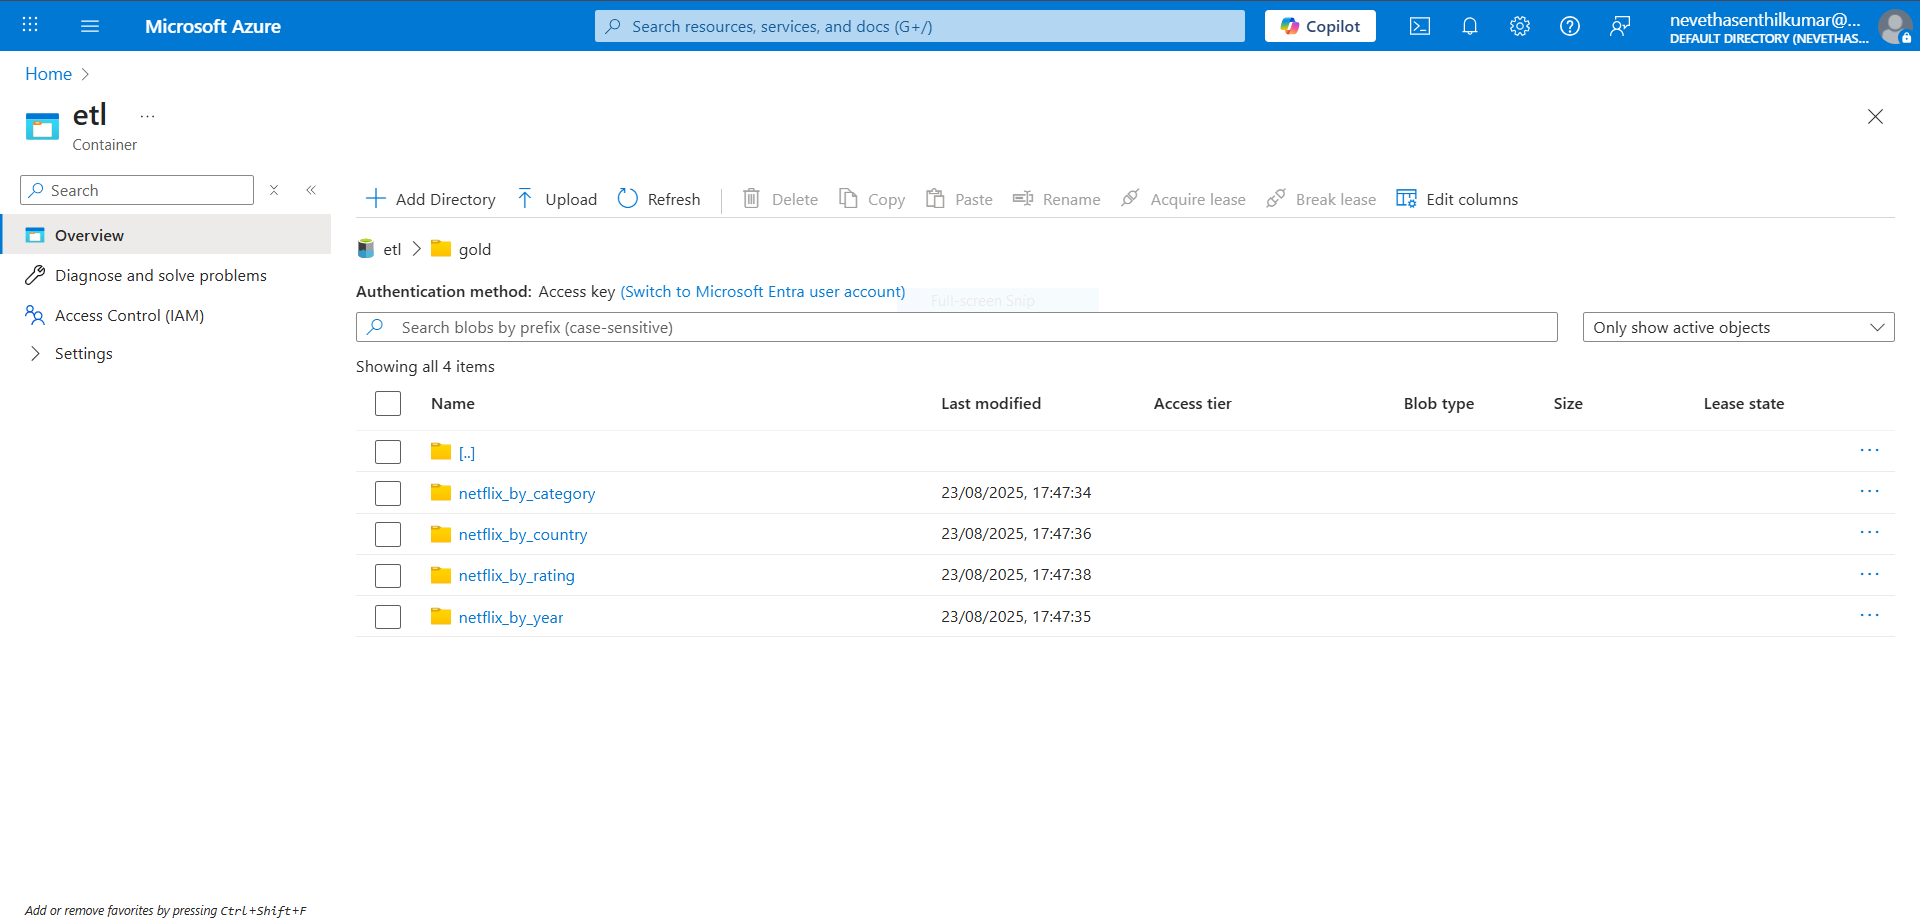 Microsoft Azure
Search resources, services, and docs (G+/)
Copilot
nevethasenthilkumar@...
DEFAULT DIRECTORY (NEVETHAS...
Home
etl
...
Container
Search
Add Directory
Upload
Refresh
Delete
Copy
Paste
Rename
Acquire lease
Break lease
Edit columns
Overview
Diagnose and solve problems
Access Control (IAM)
Settings
etl > gold
Authentication method: Access key (Switch to Microsoft Entra user account)
Full-screen Snip
Search blobs by prefix (case-sensitive)
Only show active objects
Showing all 4 items
Name Last modified Access tier Blob type Size Lease state
[..] ...
netflix_by_category 23/08/2025, 17:47:34 ...
netflix_by_country 23/08/2025, 17:47:36 ...
netflix_by_rating 23/08/2025, 17:47:38 ...
netflix_by_year 23/08/2025, 17:47:35 ...
Add or remove favorites by pressing Ctrl+Shift+F